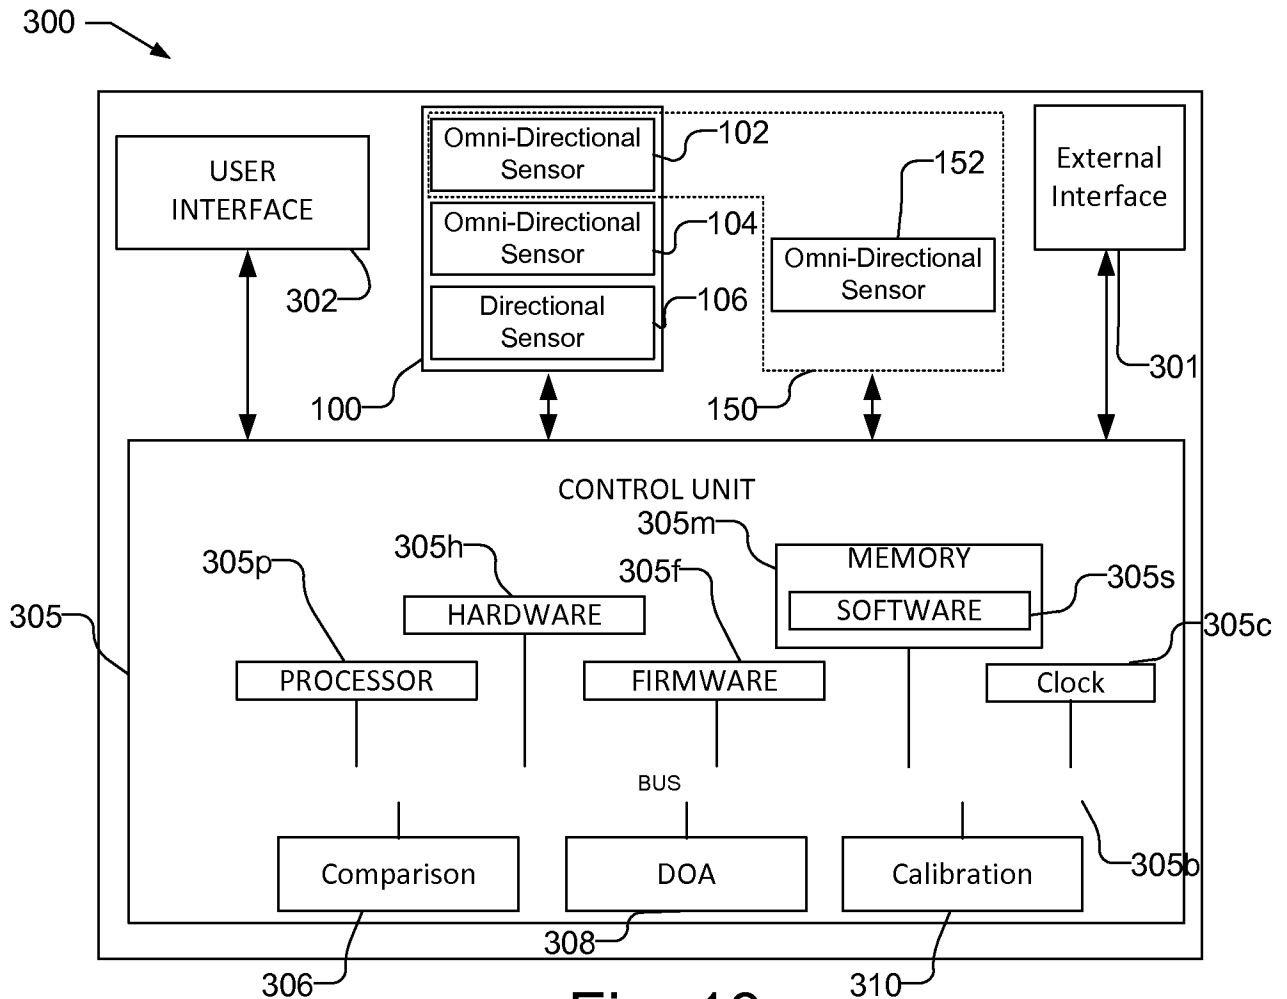 300
USER
INTERFACE
302
Omni-Directional
Sensor
102
Omni-Directional
Sensor
104
Directional
Sensor
106
100
152
Omni-Directional
Sensor
150
External
Interface
301
CONTROL UNIT
305
305p
PROCESSOR
305h
HARDWARE
305f
FIRMWARE
305m
MEMORY
SOFTWARE
305s
305c
Clock
BUS
305b
Comparison
306
DOA
308
Calibration
310